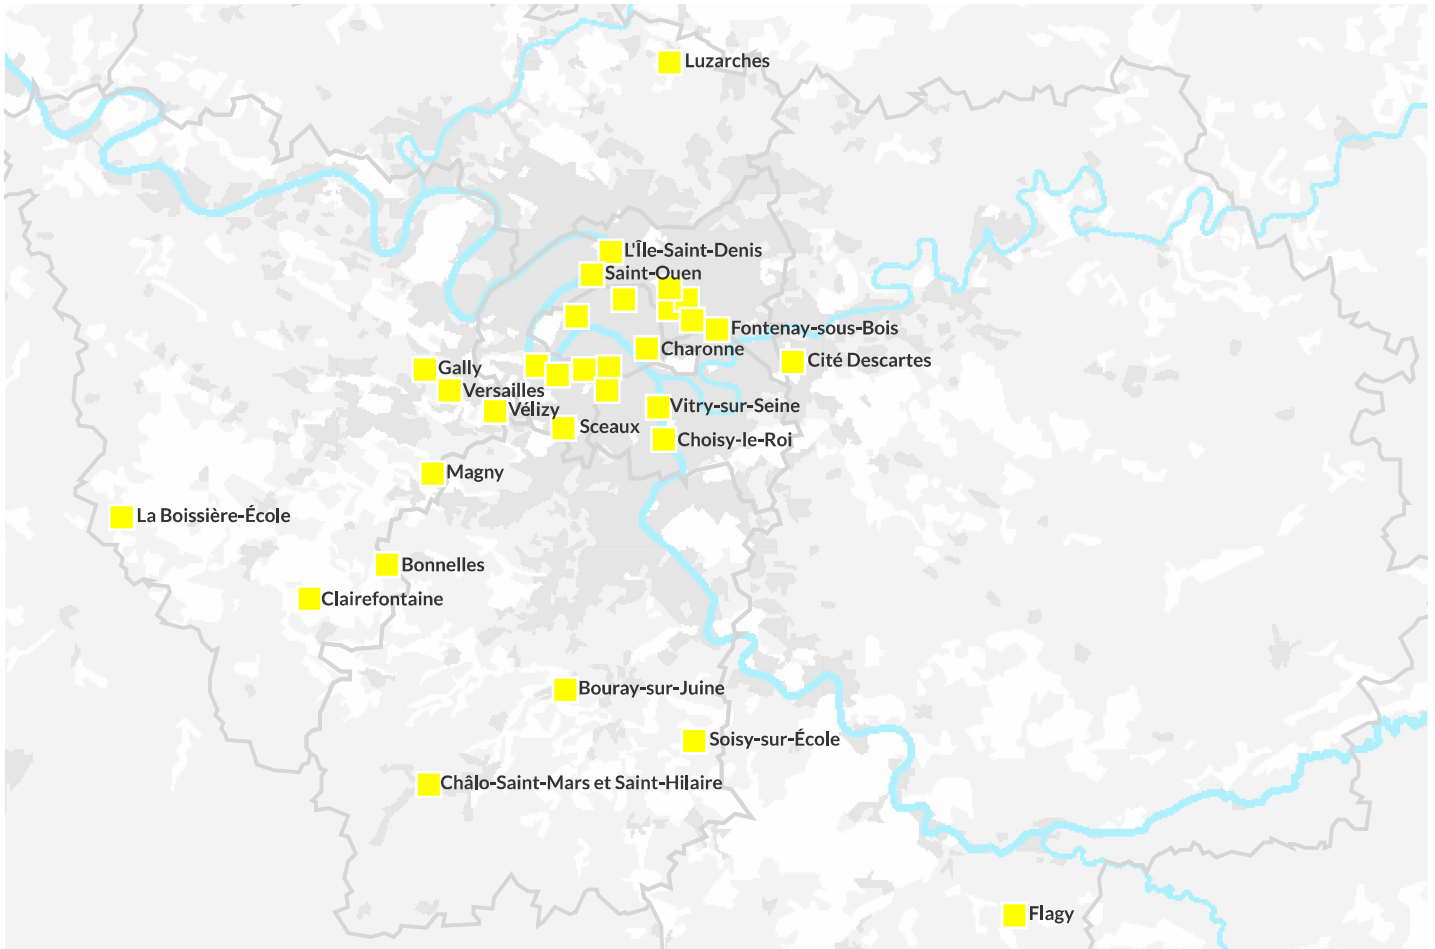 Luzarches
L'Île-Saint-Denis
Saint-Ouen
Fontenay-sous-Bois
Charonne
Cité Descartes
Gally
Versailles
Vélizy
Vitry-sur-Seine
Sceaux
Choisy-le-Roi
Magny
La Boissière-École
Bonnelles
Clairefontaine
Bouray-sur-Juine
Soisy-sur-École
Châlo-Saint-Mars et Saint-Hilaire
Flagy